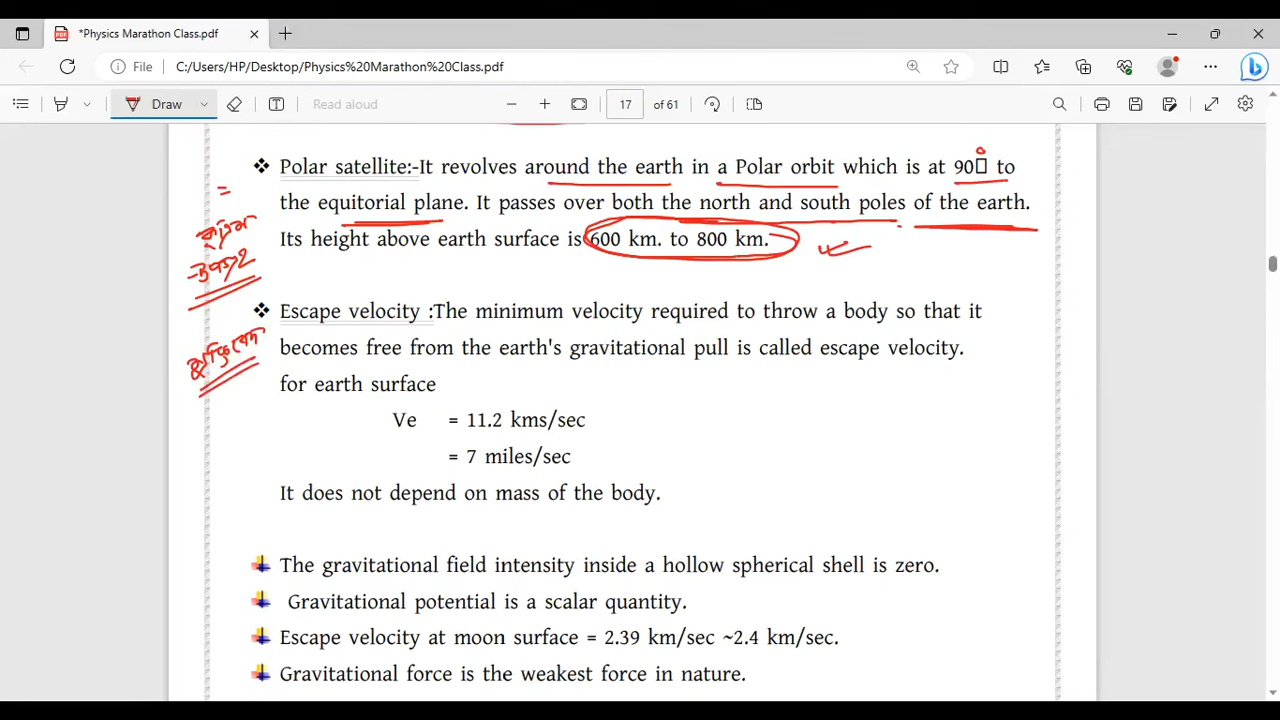 *Physics Marathon Class.pdf
File C:/Users/HP/Desktop/Physics%20Marathon%20Class.pdf
Draw Read aloud 17 of 61
❖ Polar satellite:-It revolves around the earth in a Polar orbit which is at 90° to
the equitorial plane. It passes over both the north and south poles of the earth.
Its height above earth surface is 600 km. to 800 km.
❖ Escape velocity :The minimum velocity required to throw a body so that it
becomes free from the earth's gravitational pull is called escape velocity.
for earth surface
Ve = 11.2 kms/sec
= 7 miles/sec
It does not depend on mass of the body.
The gravitational field intensity inside a hollow spherical shell is zero.
Gravitational potential is a scalar quantity.
Escape velocity at moon surface = 2.39 km/sec ~2.4 km/sec.
Gravitational force is the weakest force in nature.